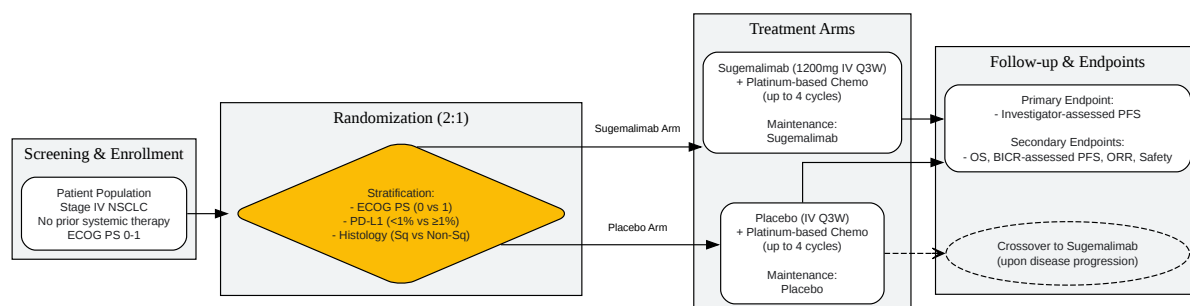 Screening & Enrollment
Patient Population
Stage IV NSCLC
No prior systemic therapy
ECOG PS 0-1
Randomization (2:1)
Stratification:
- ECOG PS (0 vs 1)
- PD-L1 (<1% vs ≥1%)
- Histology (Sq vs Non-Sq)
Sugemalimab Arm
Placebo Arm
Treatment Arms
Sugemalimab (1200mg IV Q3W)
+ Platinum-based Chemo
(up to 4 cycles)
Maintenance:
Sugemalimab
Placebo (IV Q3W)
+ Platinum-based Chemo
(up to 4 cycles)
Maintenance:
Placebo
Follow-up & Endpoints
Primary Endpoint:
- Investigator-assessed PFS
Secondary Endpoints:
- OS, BICR-assessed PFS, ORR, Safety
Crossover to Sugemalimab
(upon disease progression)